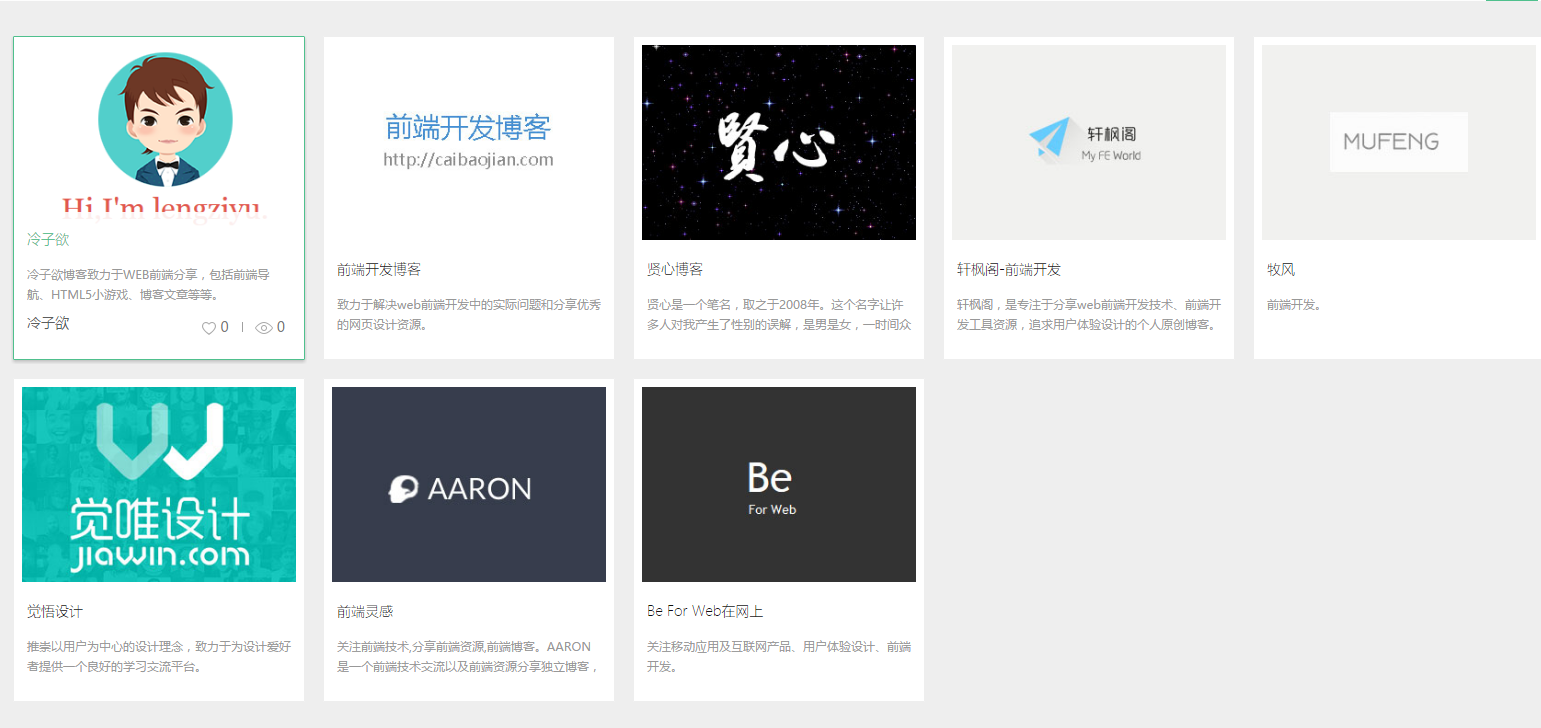 Hi,I'm lengziyu.
冷子欲
冷子欲博客致力于WEB前端分享，包括前端导
航、HTML5小游戏、博客文章等等。
冷子欲
0
0
前端开发博客
http://caibaojian.com
前端开发博客
致力于解决web前端开发中的实际问题和分享优秀
的网页设计资源。
賢心
贤心博客
贤心是一个笔名，取之于2008年。这个名字让许
多人对我产生了性别的误解，是男是女，一时间众
轩枫阁
My FE World
轩枫阁-前端开发
轩枫阁，是专注于分享web前端开发技术、前端开
发工具资源，追求用户体验设计的个人原创博客。
MUFENG
牧风
前端开发。
觉唯设计
jiawin.com
觉悟设计
推崇以用户为中心的设计理念，致力于为设计爱好
者提供一个良好的学习交流平台。
AARON
前端灵感
关注前端技术,分享前端资源,前端博客。AARON
是一个前端技术交流以及前端资源分享独立博客，
Be
For Web
Be For Web在网上
关注移动应用及互联网产品、用户体验设计、前端
开发。